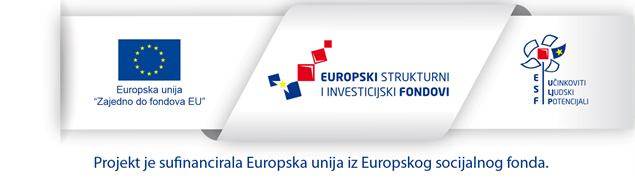 Europska unija
"Zajedno do fondova EU"
EUROPSKI STRUKTURNI
I INVESTICIJSKI FONDOVI
ESF
UČINKOVITI
LJUDSKI
POTENCIJALI
Projekt je sufinancirala Europska unija iz Europskog socijalnog fonda.